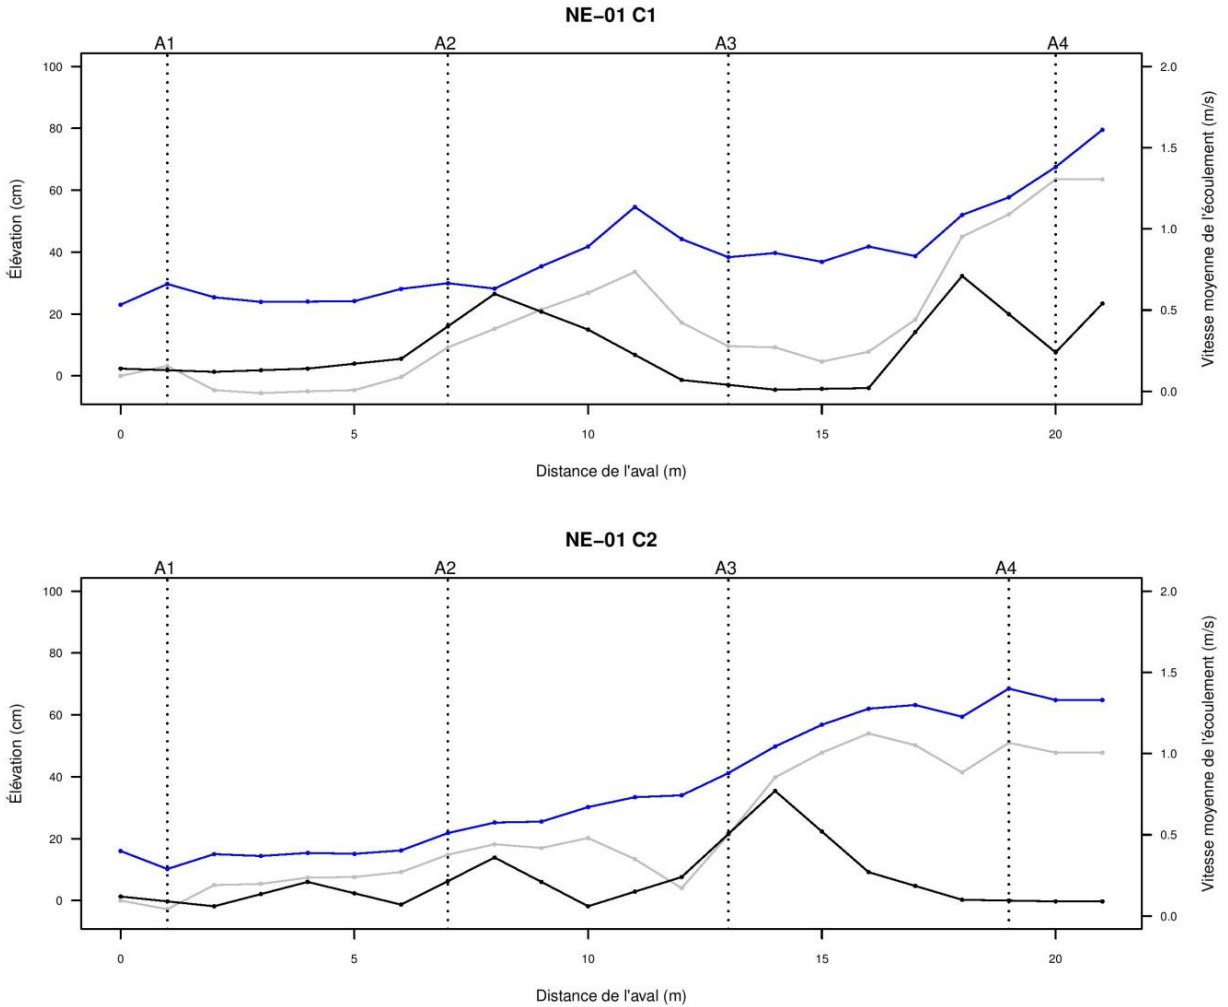 NE−01 C1
A1 A2 A3 A4
100
80
60
40
20
0
Élévation (cm)
2.0
1.5
1.0
0.5
0.0
Vitesse moyenne de l'écoulement (m/s)
0 5 10 15 20
Distance de l'aval (m)
NE−01 C2
A1 A2 A3 A4
100
80
60
40
20
0
Élévation (cm)
2.0
1.5
1.0
0.5
0.0
Vitesse moyenne de l'écoulement (m/s)
0 5 10 15 20
Distance de l'aval (m)